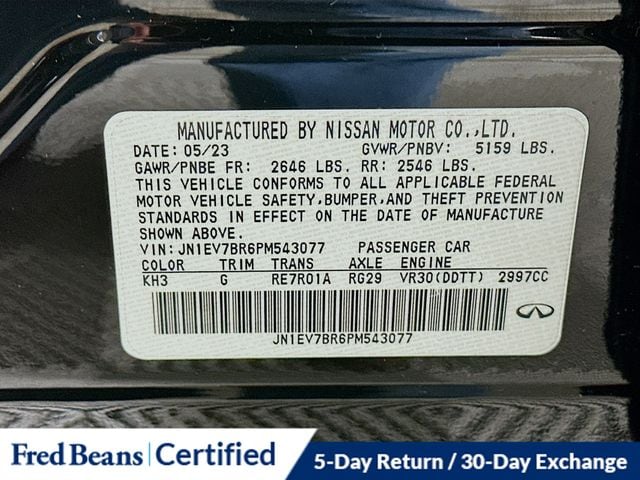 MANUFACTURED BY NISSAN MOTOR CO.,LTD.
DATE: 05/23 GVWR/PNBV: 5159 LBS.
GAWR/PNBE FR: 2646 LBS. RR: 2546 LBS.
THIS VEHICLE CONFORMS TO ALL APPLICABLE FEDERAL
MOTOR VEHICLE SAFETY, BUMPER, AND THEFT PREVENTION
STANDARDS IN EFFECT ON THE DATE OF MANUFACTURE
SHOWN ABOVE.
VIN: JN1EV7BR6PM543077 PASSENGER CAR
COLOR TRIM TRANS AXLE ENGINE
KH3 G RE7R01A RG29 VR30(DDTT) 2997CC
JN1EV7BR6PM543077
Fred Beans Certified
5-Day Return / 30-Day Exchange